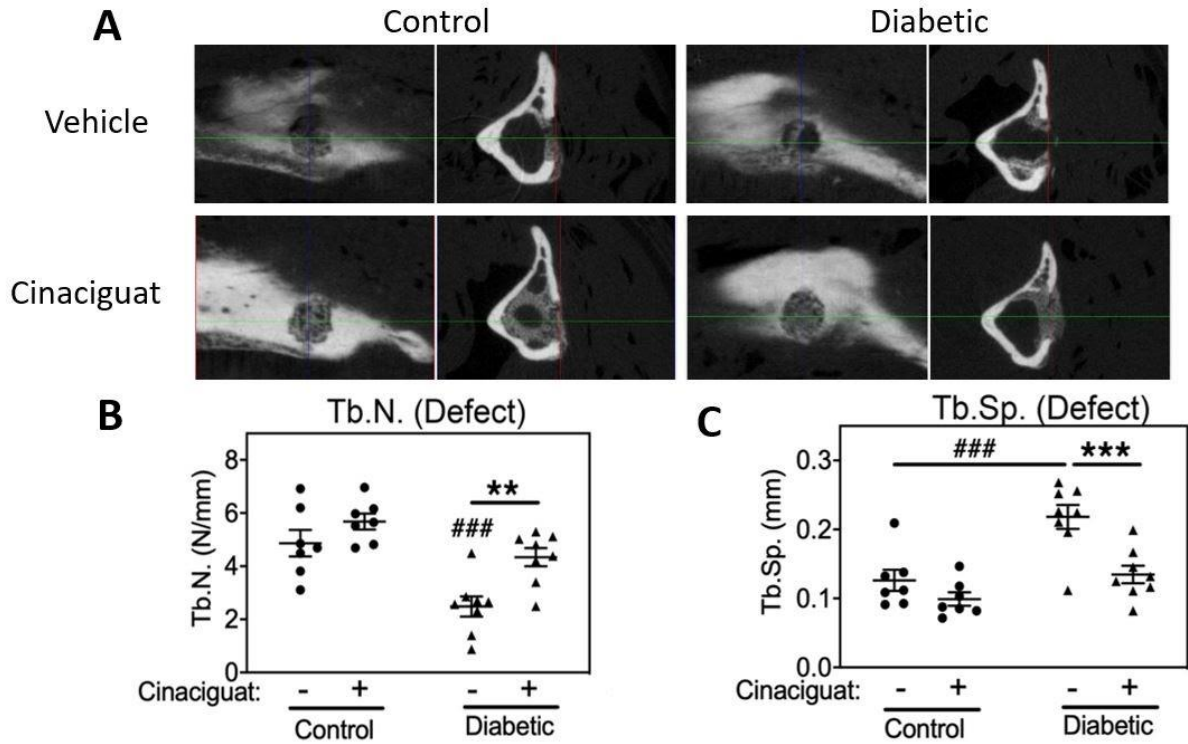 A
Control Diabetic
Vehicle
Cinaciguat
B
Tb.N. (Defect)
Tb.N. (N/mm)
8
6
4
2
0
###
**
Cinaciguat: - + - +
Control Diabetic
C
Tb.Sp. (Defect)
Tb.Sp. (mm)
0.3
0.2
0.1
0.0
###
***
Cinaciguat: - + - +
Control Diabetic